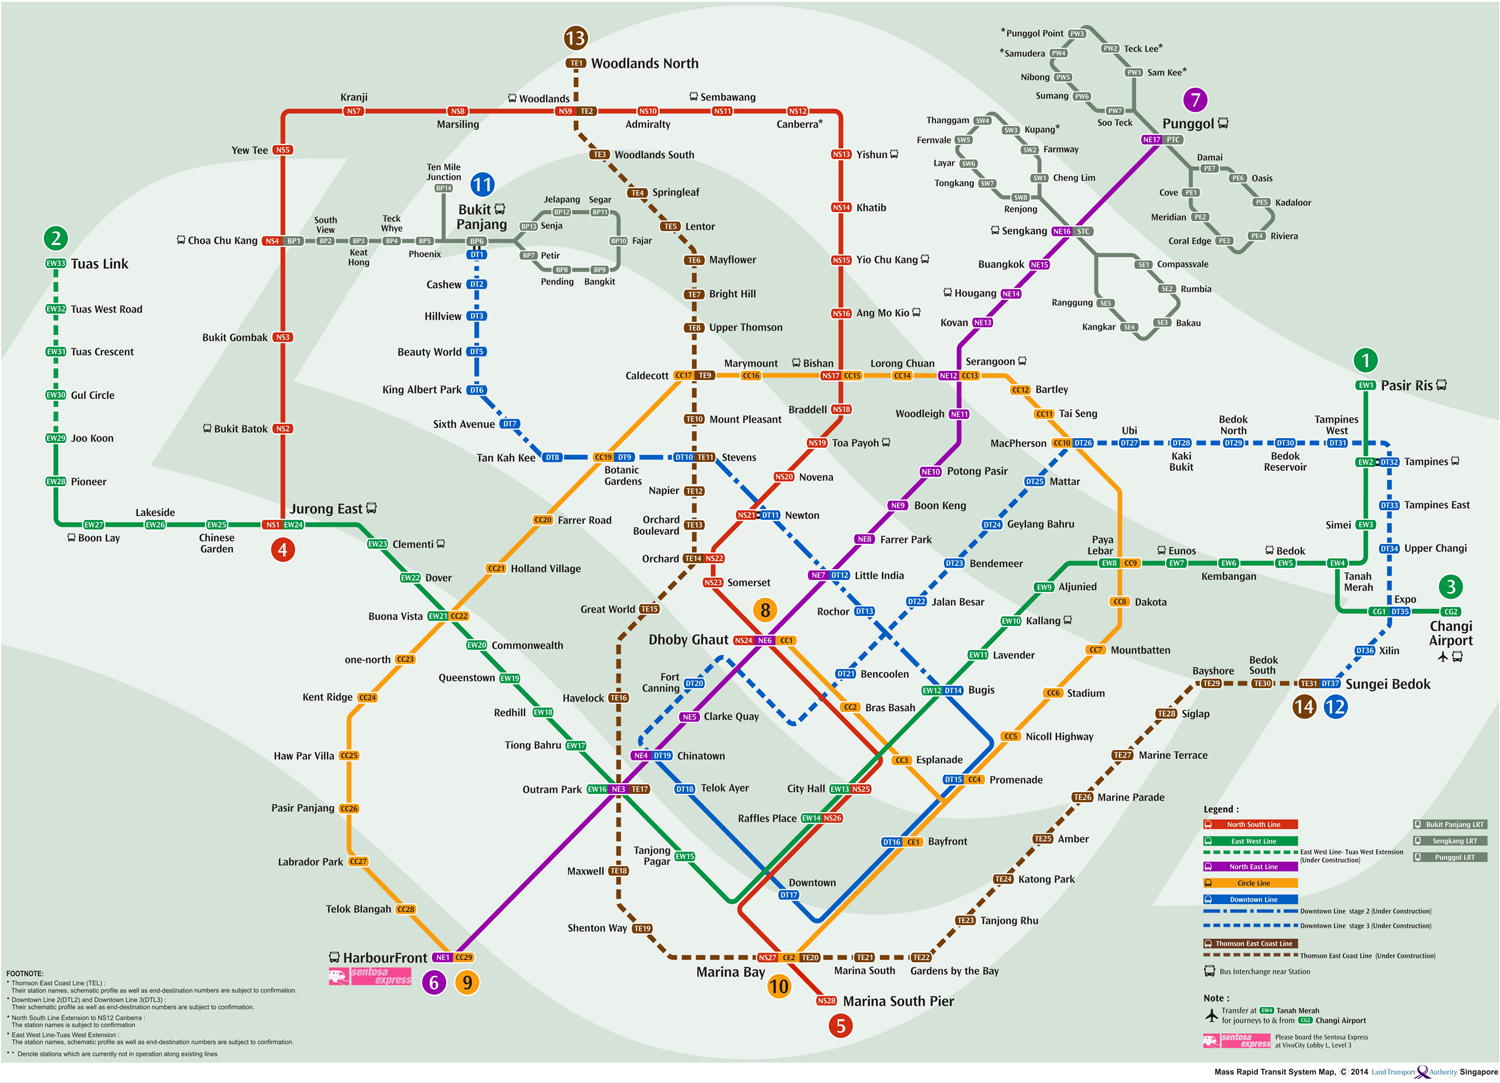 13
TE1 Woodlands North
Kranji
Woodlands
Sembawang
NS7
NS8
NS9 TE2
NS10
NS11
NS12
Marsiling
Admiralty
Canberra*
Yew Tee NS5
TE3 Woodlands South
NS13 Yishun
TE4 Springleaf
NS14 Khatib
TE5 Lentor
Ten Mile
Junction
BP14
11
Bukit
Panjang
Jelapang
Segar
BP12
BP11
BP13
Senja
BP10 Fajar
Petir
BP7
BP8
BP9
Pending
Bangkit
Choa Chu Kang NS4 BP1
South
View
BP2
BP3
Keat
Hong
Teck
Whye
BP4
BP5
Phoenix
BP6
DT1
2
EW33 Tuas Link
EW32 Tuas West Road
EW31 Tuas Crescent
EW30 Gul Circle
EW29 Joo Koon
EW28 Pioneer
Cashew DT2
Hillview DT3
Beauty World DT5
King Albert Park DT6
Sixth Avenue DT7
Tan Kah Kee DT8
TE6 Mayflower
TE7 Bright Hill
TE8 Upper Thomson
NS15 Yio Chu Kang
NS16 Ang Mo Kio
Bukit Gombak NS3
Bukit Batok NS2
*Punggol Point PW3
*Samudera PW4
PW2 Teck Lee*
Nibong PW5
PW1 Sam Kee*
Sumang PW6
PW7
Soo Teck
7
Punggol
NE17 PTC
Thanggam SW4
SW3 Kupang*
Fernvale SW5
SW2 Farmway
Layar SW6
SW1 Cheng Lim
Tongkang SW7
SW8
Renjong
Damai
PE7
Oasis
PE6
Cove PE1
PE5 Kadaloor
Meridian PE2
PE4 Riviera
Coral Edge PE3
Sengkang NE16 STC
Buangkok NE15
SE1 Compassvale
Hougang NE14
SE2 Rumbia
Ranggung SE5
Kovan NE13
Kangkar SE4
SE3 Bakau
Caldecott CC17 TE9
Marymount
CC16
Bishan
NS17 CC15
Lorong Chuan
CC14
Serangoon
NE12 CC13
CC12 Bartley
CC11 Tai Seng
Braddell NS18
Woodleigh NE11
TE10 Mount Pleasant
NS19 Toa Payoh
MacPherson CC10 DT26
Ubi
DT27
DT28
Kaki
Bukit
Bedok
North
DT29
DT30
Bedok
Reservoir
Tampines
West
DT31
1
EW1 Pasir Ris
EW2 DT32 Tampines
CC19 DT9
Botanic
Gardens
DT10 TE11 Stevens
NE10 Potong Pasir
NS20 Novena
Napier TE12
DT25 Mattar
NE9 Boon Keng
DT33 Tampines East
Jurong East
NS1 EW24
4
EW27
Boon Lay
Lakeside
EW26
EW25
Chinese
Garden
EW23 Clementi
EW22 Dover
CC20 Farrer Road
Orchard
Boulevard TE13
NS21 DT11 Newton
DT24 Geylang Bahru
Simei EW3
NE8 Farrer Park
DT34 Upper Changi
CC21 Holland Village
Orchard TE14 NS22
NS23 Somerset
NE7 DT12 Little India
DT23 Bendemeer
Paya
Lebar
EW8 CC9
Eunos
EW7
EW6
Kembangan
Bedok
EW5
EW4
Tanah
Merah
EW9 Aljunied
CC8 Dakota
Expo
CG1 DT35
CG2
3
Changi
Airport
Great World TE15
8
Rochor DT13
DT22 Jalan Besar
EW10 Kallang
Buona Vista EW21 CC22
Dhoby Ghaut NS24 NE6 CC1
EW20 Commonwealth
EW11 Lavender
CC7 Mountbatten
DT36 Xilin
one-north CC23
Queenstown EW19
Fort
Canning DT20
DT21 Bencoolen
Bayshore
TE29
Bedok
South
TE30
TE31 DT37 Sungei Bedok
14
12
Kent Ridge CC24
Havelock TE16
CC2 Bras Basah
EW12 DT14 Bugis
CC6 Stadium
Redhill EW18
NE5 Clarke Quay
TE28 Siglap
Tiong Bahru EW17
CC5 Nicoll Highway
Haw Par Villa CC25
NE4 DT19 Chinatown
CC3 Esplanade
TE27 Marine Terrace
DT15 CC4 Promenade
Outram Park EW16 NE3 TE17
DT18 Telok Ayer
City Hall EW13 NS25
TE26 Marine Parade
Pasir Panjang CC26
Raffles Place EW14 NS26
DT16 CE1 Bayfront
TE25 Amber
Tanjong
Pagar EW15
Labrador Park CC27
Maxwell TE18
Downtown
DT17
TE24 Katong Park
Telok Blangah CC28
Shenton Way TE19
TE23 Tanjong Rhu
HarbourFront NE1 CC29
sentosa
express
6
9
NS27 CE2 TE20
Marina Bay
10
TE21
Marina South
TE22
Gardens by the Bay
NS28 Marina South Pier
5
Legend :
North South Line
East West Line
East West Line- Tuas West Extension
(Under Construction)
North East Line
Circle Line
Downtown Line
Downtown Line stage 2 (Under Construction)
Downtown Line stage 3 (Under Construction)
Thomson East Coast Line
Thomson East Coast Line (Under Construction)
Bus Interchange near Station
Bukit Panjang LRT
Sengkang LRT
Punggol LRT
Note :
Transfer at EW4 Tanah Merah
for journeys to & from CG2 Changi Airport
sentosa
express
Please board the Sentosa Express
at VivoCity Lobby L, Level 3
FOOTNOTE:
* Thomson East Coast Line (TEL) :
Their station names, schematic profile as well as end-destination numbers are subject to confirmation.
* Downtown Line 2(DTL2) and Downtown Line 3(DTL3) :
Their schematic profile as well as end-destination numbers are subject to confirmation.
* North South Line Extension to NS12 Canberra :
The station names is subject to confirmation
* East West Line-Tuas West Extension :
The station names, schematic profile as well as end-destination numbers are subject to confirmation.
* * Denote stations which are currently not in operation along existing lines
Mass Rapid Transit System Map, C 2014 Land Transport Authority Singapore